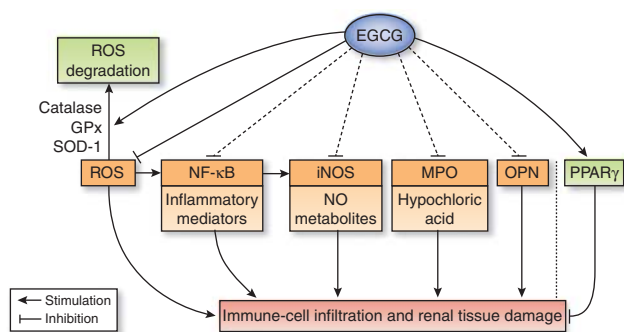 EGCG
ROS
degradation
Catalase
GPx
SOD-1
ROS
NF-κB
Inflammatory
mediators
iNOS
NO
metabolites
MPO
Hypochloric
acid
OPN
PPARγ
Stimulation
Inhibition
Immune-cell infiltration and renal tissue damage